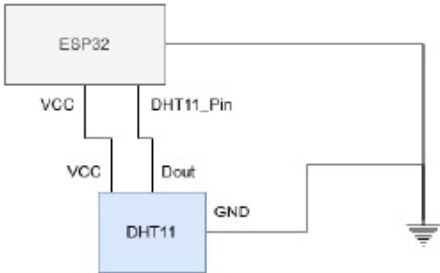 ESP32
VCC DHT11_Pin
VCC Dout
GND
DHT11